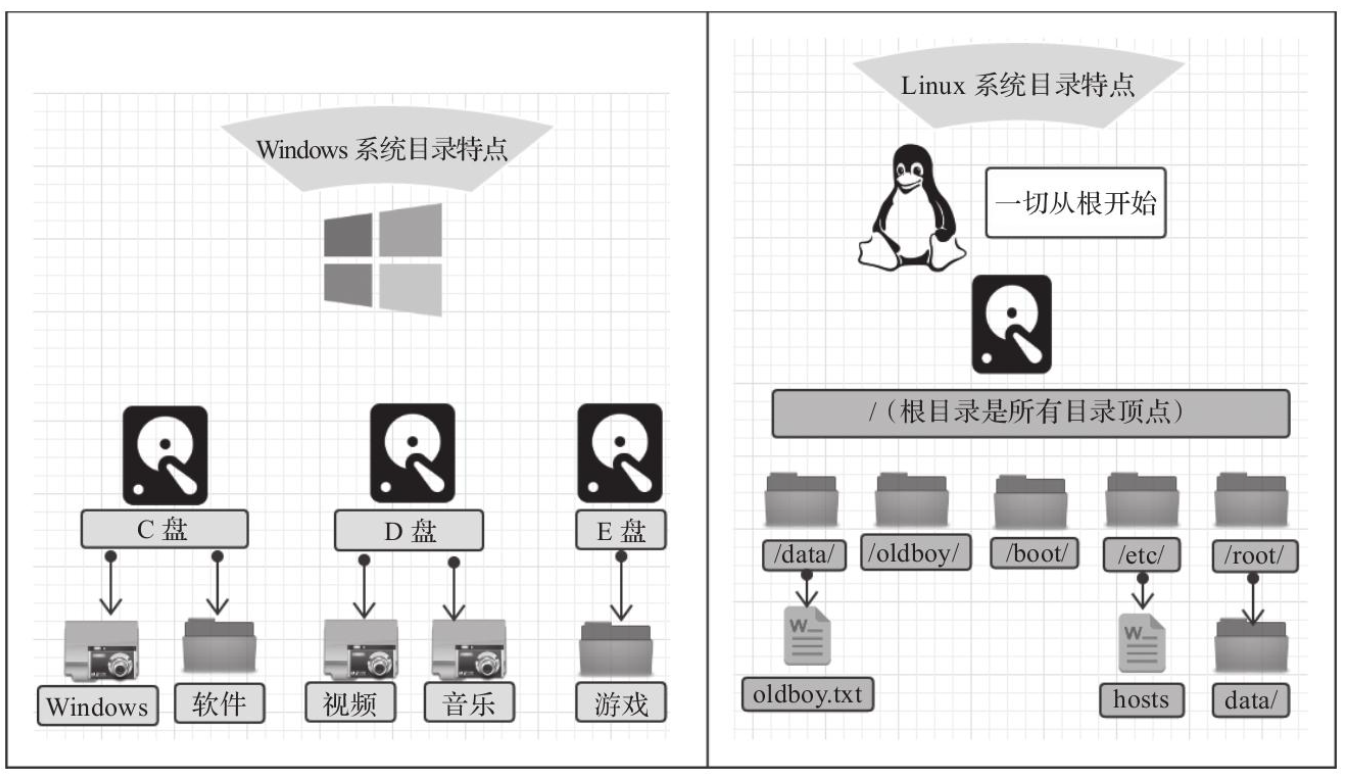 Windows 系统目录特点
C 盘
D 盘
E 盘
Windows
软件
视频
音乐
游戏
Linux 系统目录特点
一切从根开始
/（根目录是所有目录顶点）
/data/
/oldboy/
/boot/
/etc/
/root/
W
W
oldboy.txt
hosts
data/